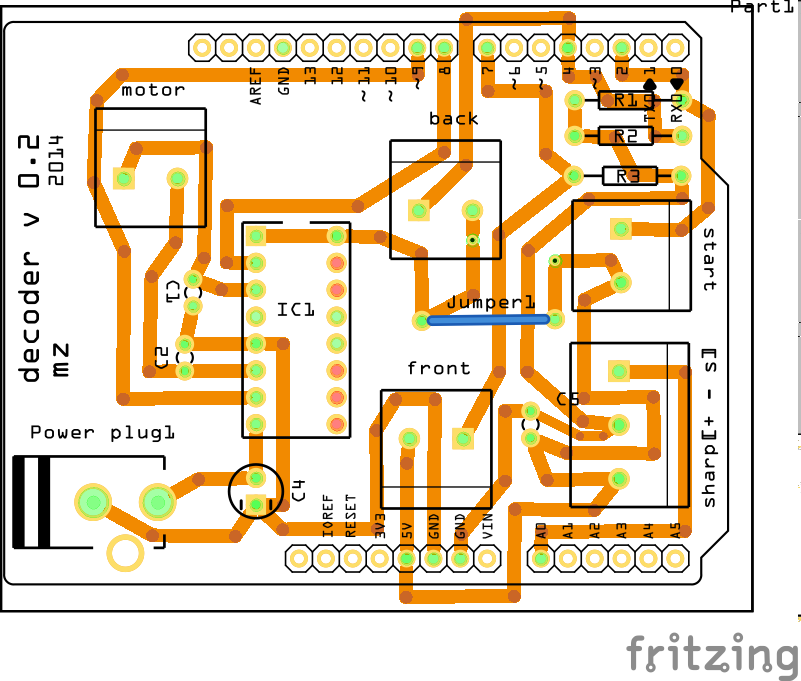 Part1
AREF
GND
13
12
~11
~10
~9
8
7
~6
~5
4
~3
2
TX0 1
RX0 0
motor
back
R1
R2
R3
decoder v 0.2
2014
mz
start
C1
IC1
Jumper1
C2
front
C5
sharp[+ - s]
Power plug1
C4
IOREF
RESET
3V3
5V
GND
GND
VIN
A0
A1
A2
A3
A4
A5
fritzing